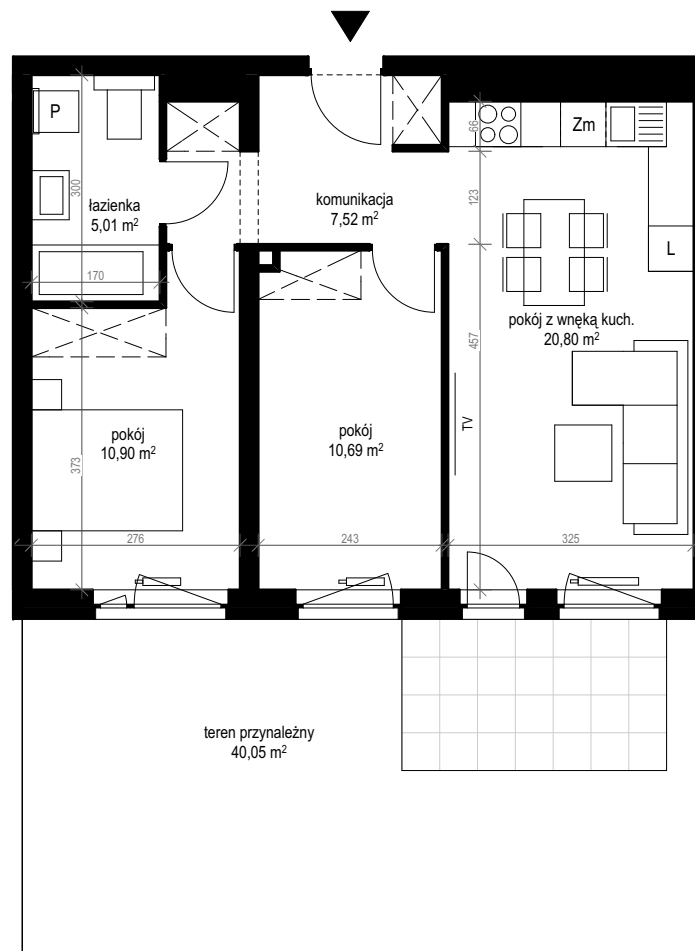 P
Zm
66
300
łazienka
5,01 m²
komunikacja
7,52 m²
123
L
170
pokój z wnęką kuch.
20,80 m²
457
TV
pokój
10,90 m²
pokój
10,69 m²
373
276
243
325
teren przynależny
40,05 m²